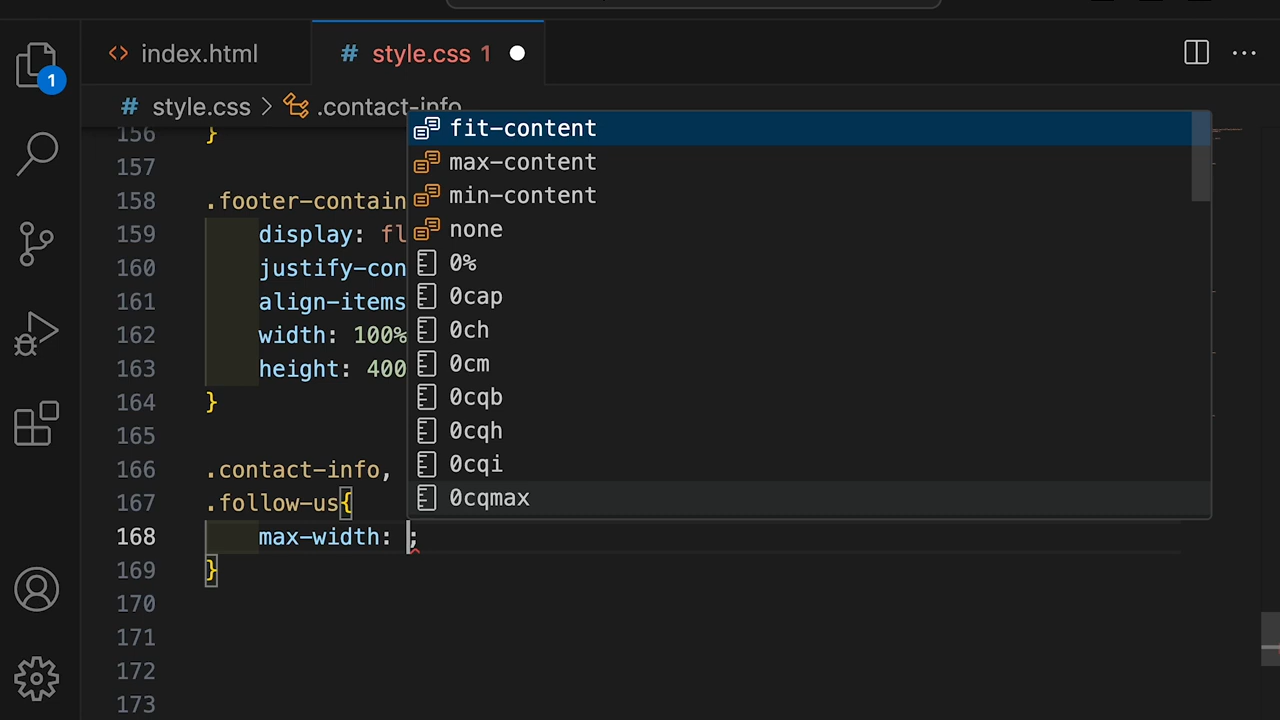 index.html
# style.css 1
1
# style.css > .contact-info
156 }
157
158 .footer-contain
159 display: fl
160 justify-con
161 align-items
162 width: 100%
163 height: 400
164 }
165
166 .contact-info,
167 .follow-us{
168 max-width: ;
169 }
170
171
172
173
fit-content
max-content
min-content
none
0%
0cap
0ch
0cm
0cqb
0cqh
0cqi
0cqmax